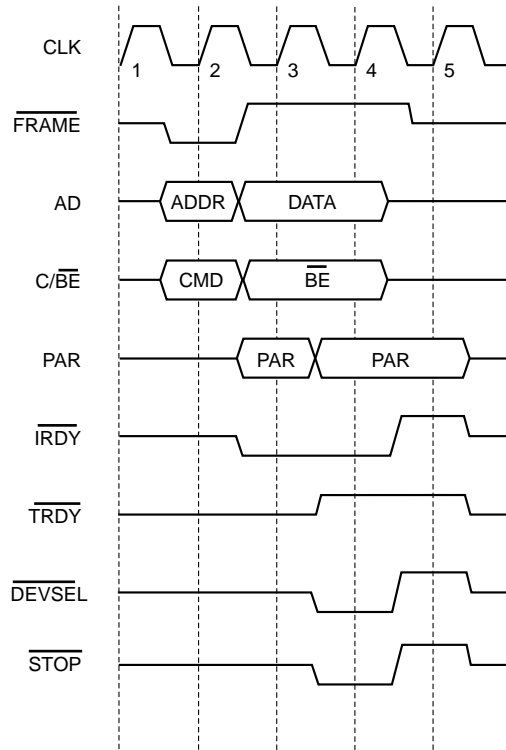 CLK
1 2 3 4 5
FRAME
AD ADDR DATA
C/BE CMD BE
PAR PAR PAR
IRDY
TRDY
DEVSEL
STOP